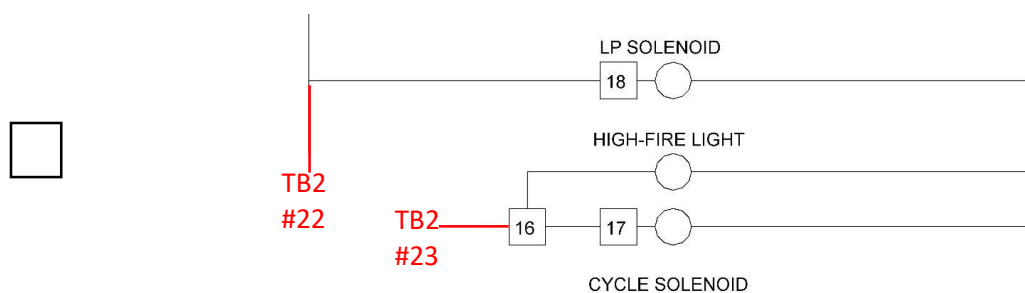 LP SOLENOID
18
HIGH-FIRE LIGHT
TB2
#22
TB2
#23
16
17
CYCLE SOLENOID